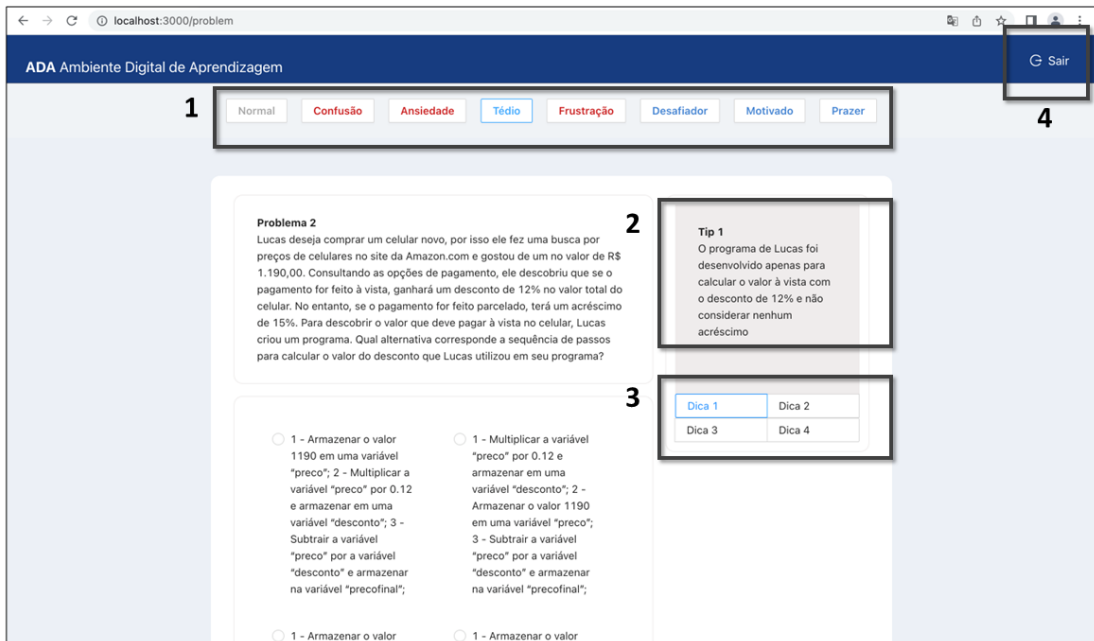 localhost:3000/problem
ADA Ambiente Digital de Aprendizagem
Sair
1
Normal
Confusão
Ansiedade
Tédio
Frustração
Desafiador
Motivado
Prazer
4
Problema 2
Lucas deseja comprar um celular novo, por isso ele fez uma busca por
preços de celulares no site da Amazon.com e gostou de um no valor de R$
1.190,00. Consultando as opções de pagamento, ele descobriu que se o
pagamento for feito à vista, ganhará um desconto de 12% no valor total do
celular. No entanto, se o pagamento for feito parcelado, terá um acréscimo
de 15%. Para descobrir o valor que deve pagar à vista no celular, Lucas
criou um programa. Qual alternativa corresponde a sequência de passos
para calcular o valor do desconto que Lucas utilizou em seu programa?
2
Tip 1
O programa de Lucas foi
desenvolvido apenas para
calcular o valor à vista com
o desconto de 12% e não
considerar nenhum
acréscimo
3
Dica 1
Dica 2
Dica 3
Dica 4
1 - Armazenar o valor
1190 em uma variável
"preco"; 2 - Multiplicar a
variável "preco" por 0.12
e armazenar em uma
variável "desconto"; 3 -
Subtrair a variável
"preco" por a variável
"desconto" e armazenar
na variável "precofinal";
1 - Multiplicar a variável
"preco" por 0.12 e
armazenar em uma
variável "desconto"; 2 -
Armazenar o valor 1190
em uma variável "preco";
3 - Subtrair a variável
"preco" por a variável
"desconto" e armazenar
na variável "precofinal";
1 - Armazenar o valor
1 - Armazenar o valor